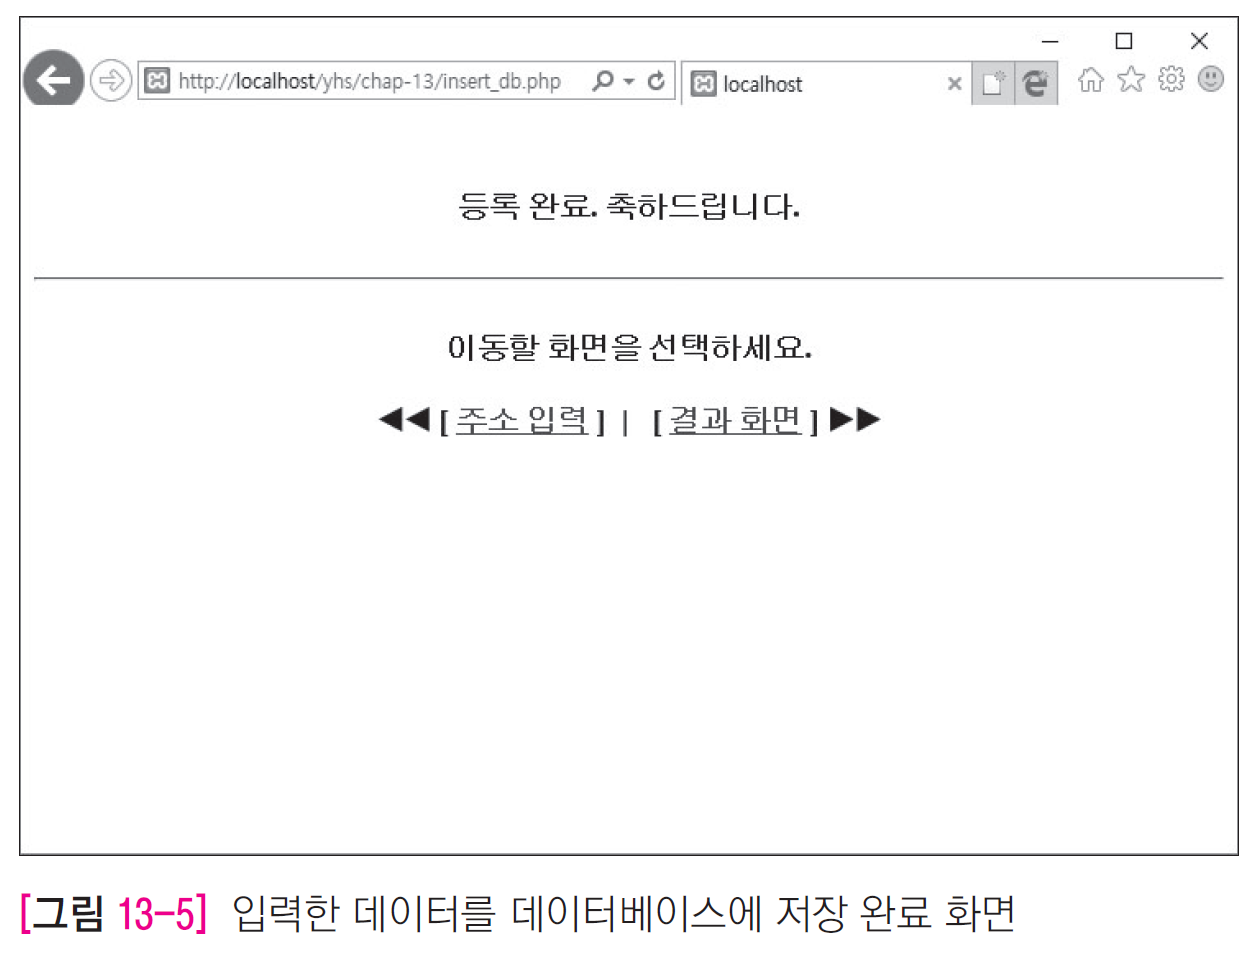 http://localhost/yhs/chap-13/insert_db.php localhost
등록 완료. 축하드립니다.
이동할 화면을 선택하세요.
◀◀ [ 주소 입력 ] | [ 결과 화면 ] ▶▶
[그림 13-5] 입력한 데이터를 데이터베이스에 저장 완료 화면